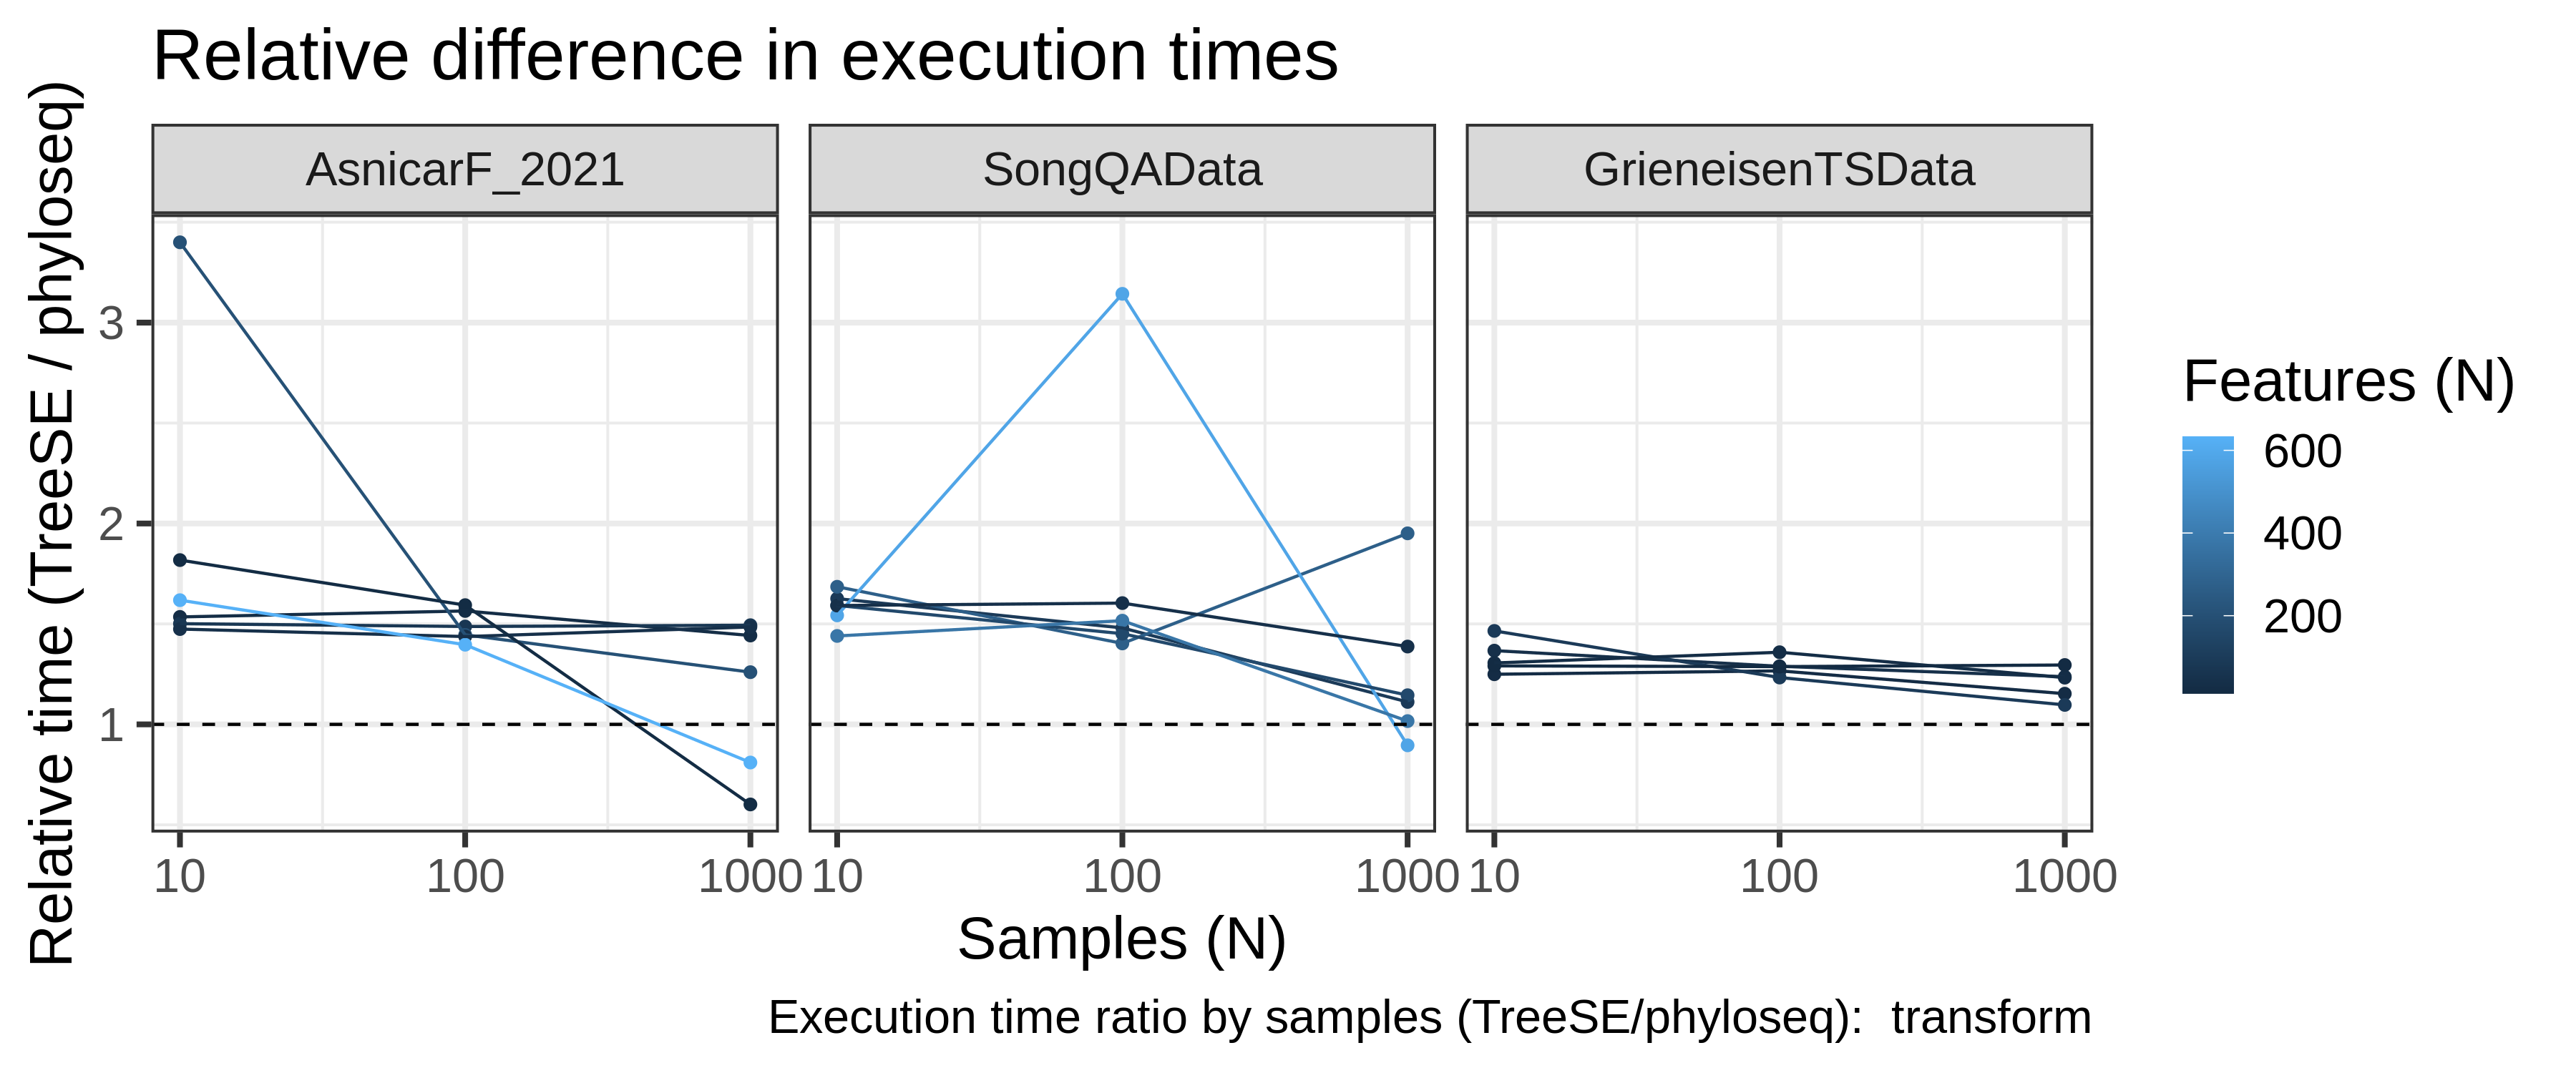 Relative difference in execution times
AsnicarF_2021
SongQAData
GrieneisenTSData
Relative time (TreeSE / phyloseq)
3
2
1
10
100
1000
10
100
1000
10
100
1000
Samples (N)
Features (N)
600
400
200
Execution time ratio by samples (TreeSE/phyloseq):  transform